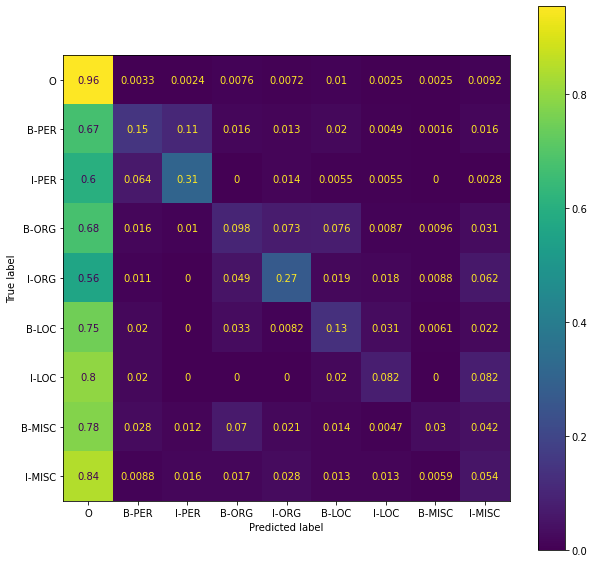 O 0.96 0.0033 0.0024 0.0076 0.0072 0.01 0.0025 0.0025 0.0092
B-PER 0.67 0.15 0.11 0.016 0.013 0.02 0.0049 0.0016 0.016
I-PER 0.6 0.064 0.31 0 0.014 0.0055 0.0055 0 0.0028
B-ORG 0.68 0.016 0.01 0.098 0.073 0.076 0.0087 0.0096 0.031
I-ORG 0.56 0.011 0 0.049 0.27 0.019 0.018 0.0088 0.062
B-LOC 0.75 0.02 0 0.033 0.0082 0.13 0.031 0.0061 0.022
I-LOC 0.8 0.02 0 0 0 0.02 0.082 0 0.082
B-MISC 0.78 0.028 0.012 0.07 0.021 0.014 0.0047 0.03 0.042
I-MISC 0.84 0.0088 0.016 0.017 0.028 0.013 0.013 0.0059 0.054
O B-PER I-PER B-ORG I-ORG B-LOC I-LOC B-MISC I-MISC
Predicted label
True label
0.8
0.6
0.4
0.2
0.0